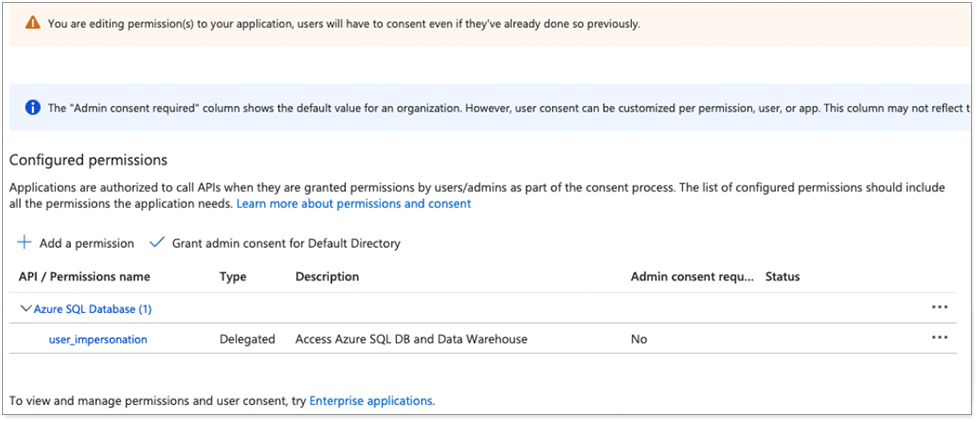 You are editing permission(s) to your application, users will have to consent even if they've already done so previously.
The "Admin consent required" column shows the default value for an organization. However, user consent can be customized per permission, user, or app. This column may not reflect t
Configured permissions
Applications are authorized to call APIs when they are granted permissions by users/admins as part of the consent process. The list of configured permissions should include
all the permissions the application needs. Learn more about permissions and consent
Add a permission Grant admin consent for Default Directory
API / Permissions name Type Description Admin consent requ... Status
Azure SQL Database (1) ...
user_impersonation Delegated Access Azure SQL DB and Data Warehouse No ...
To view and manage permissions and user consent, try Enterprise applications.